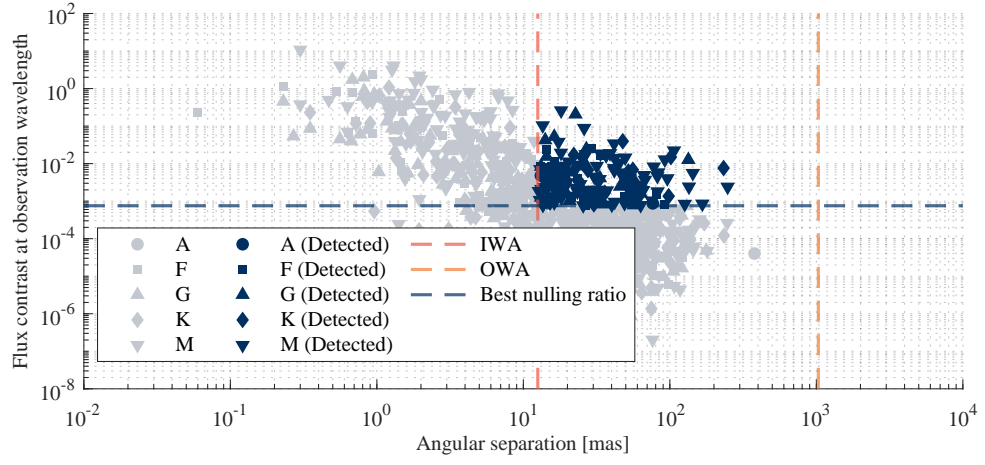 Flux contrast at observation wavelength
10^2
10^0
10^-2
10^-4
10^-6
10^-8
A A (Detected) IWA
F F (Detected) OWA
G G (Detected) Best nulling ratio
K K (Detected)
M M (Detected)
10^-2 10^-1 10^0 10^1 10^2 10^3 10^4
Angular separation [mas]